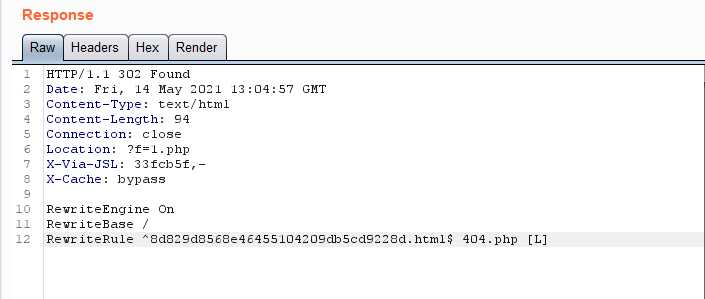 Response
Raw Headers Hex Render
1 HTTP/1.1 302 Found
2 Date: Fri, 14 May 2021 13:04:57 GMT
3 Content-Type: text/html
4 Content-Length: 94
5 Connection: close
6 Location: ?f=1.php
7 X-Via-JSL: 33fcb5f,-
8 X-Cache: bypass
9
10 RewriteEngine On
11 RewriteBase /
12 RewriteRule ^8d829d8568e46455104209db5cd9228d.html$ 404.php [L]